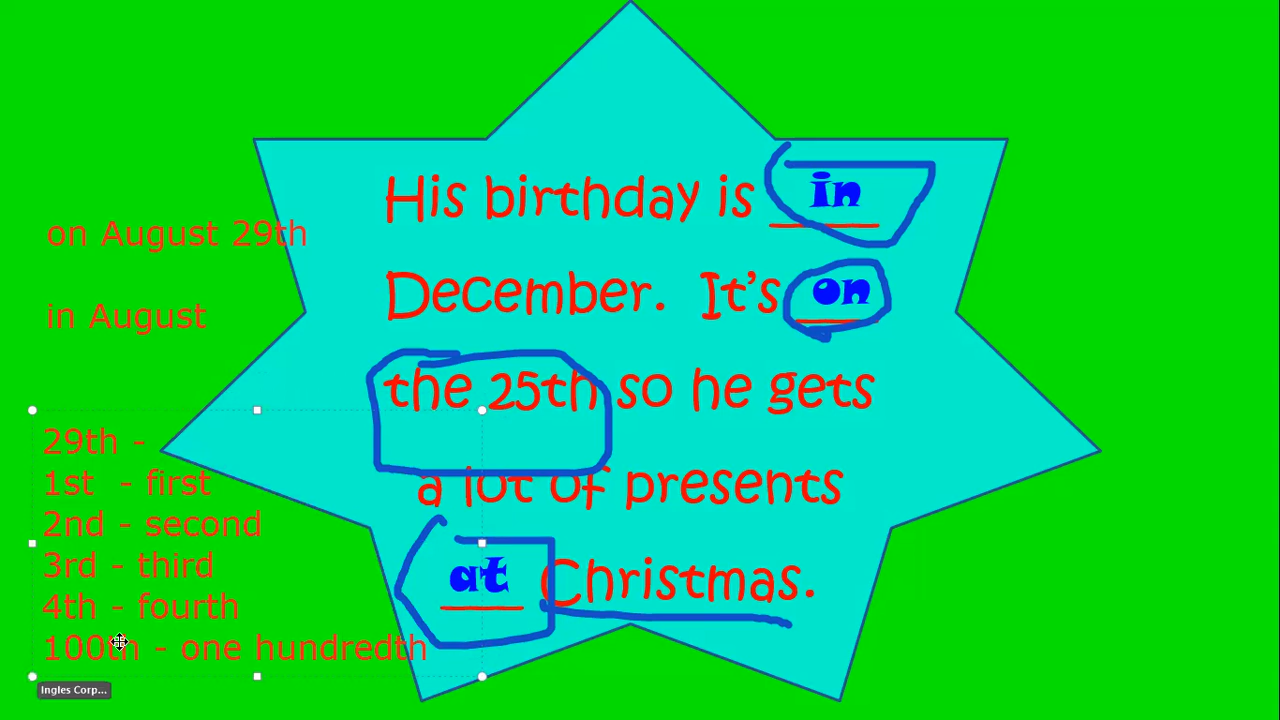 His birthday is in
December. It's on
the 25th so he gets
a lot of presents
at Christmas.
on August 29th
in August
29th -
1st - first
2nd - second
3rd - third
4th - fourth
100th - one hundredth
Ingles Corp...